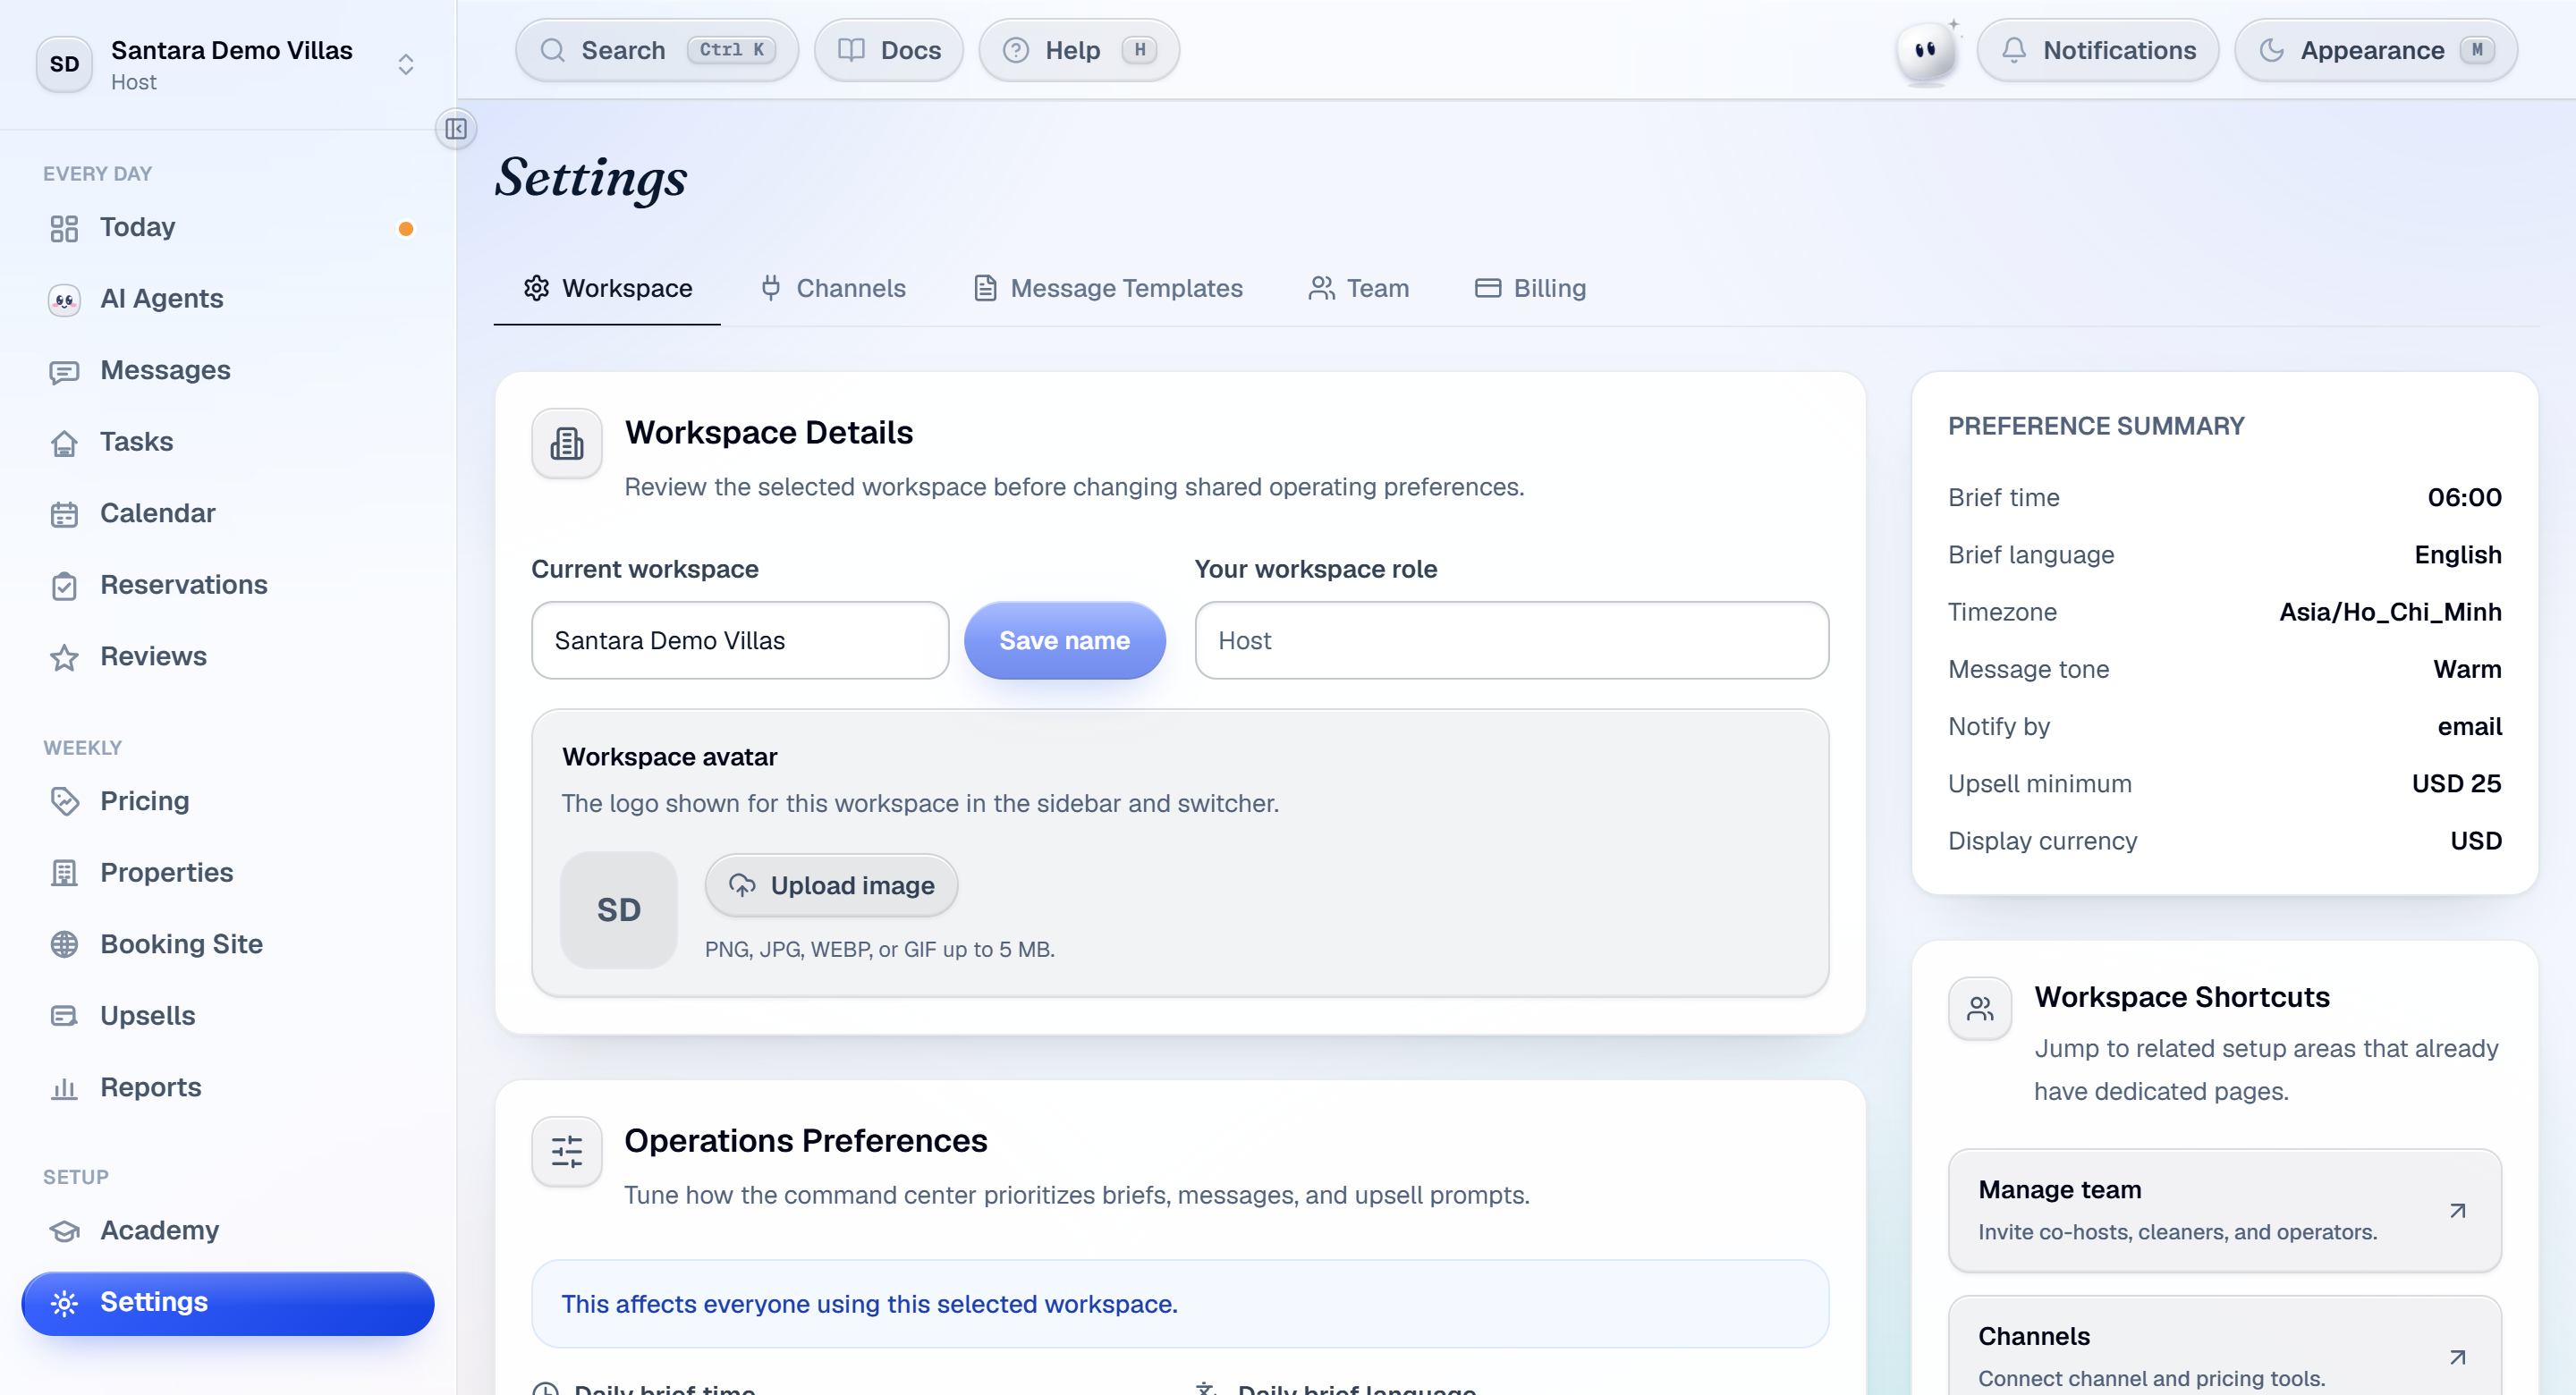 SD
Santara Demo Villas
Host
Search Ctrl K
Docs
Help H
Notifications
Appearance M
EVERY DAY
Today
AI Agents
Messages
Tasks
Calendar
Reservations
Reviews
WEEKLY
Pricing
Properties
Booking Site
Upsells
Reports
SETUP
Academy
Settings
Settings
Workspace
Channels
Message Templates
Team
Billing
Workspace Details
Review the selected workspace before changing shared operating preferences.
Current workspace
Santara Demo Villas
Save name
Your workspace role
Host
Workspace avatar
The logo shown for this workspace in the sidebar and switcher.
SD
Upload image
PNG, JPG, WEBP, or GIF up to 5 MB.
Operations Preferences
Tune how the command center prioritizes briefs, messages, and upsell prompts.
This affects everyone using this selected workspace.
Daily brief time
Daily brief language
PREFERENCE SUMMARY
Brief time 06:00
Brief language English
Timezone Asia/Ho_Chi_Minh
Message tone Warm
Notify by email
Upsell minimum USD 25
Display currency USD
Workspace Shortcuts
Jump to related setup areas that already
have dedicated pages.
Manage team
Invite co-hosts, cleaners, and operators.
Channels
Connect channel and pricing tools.